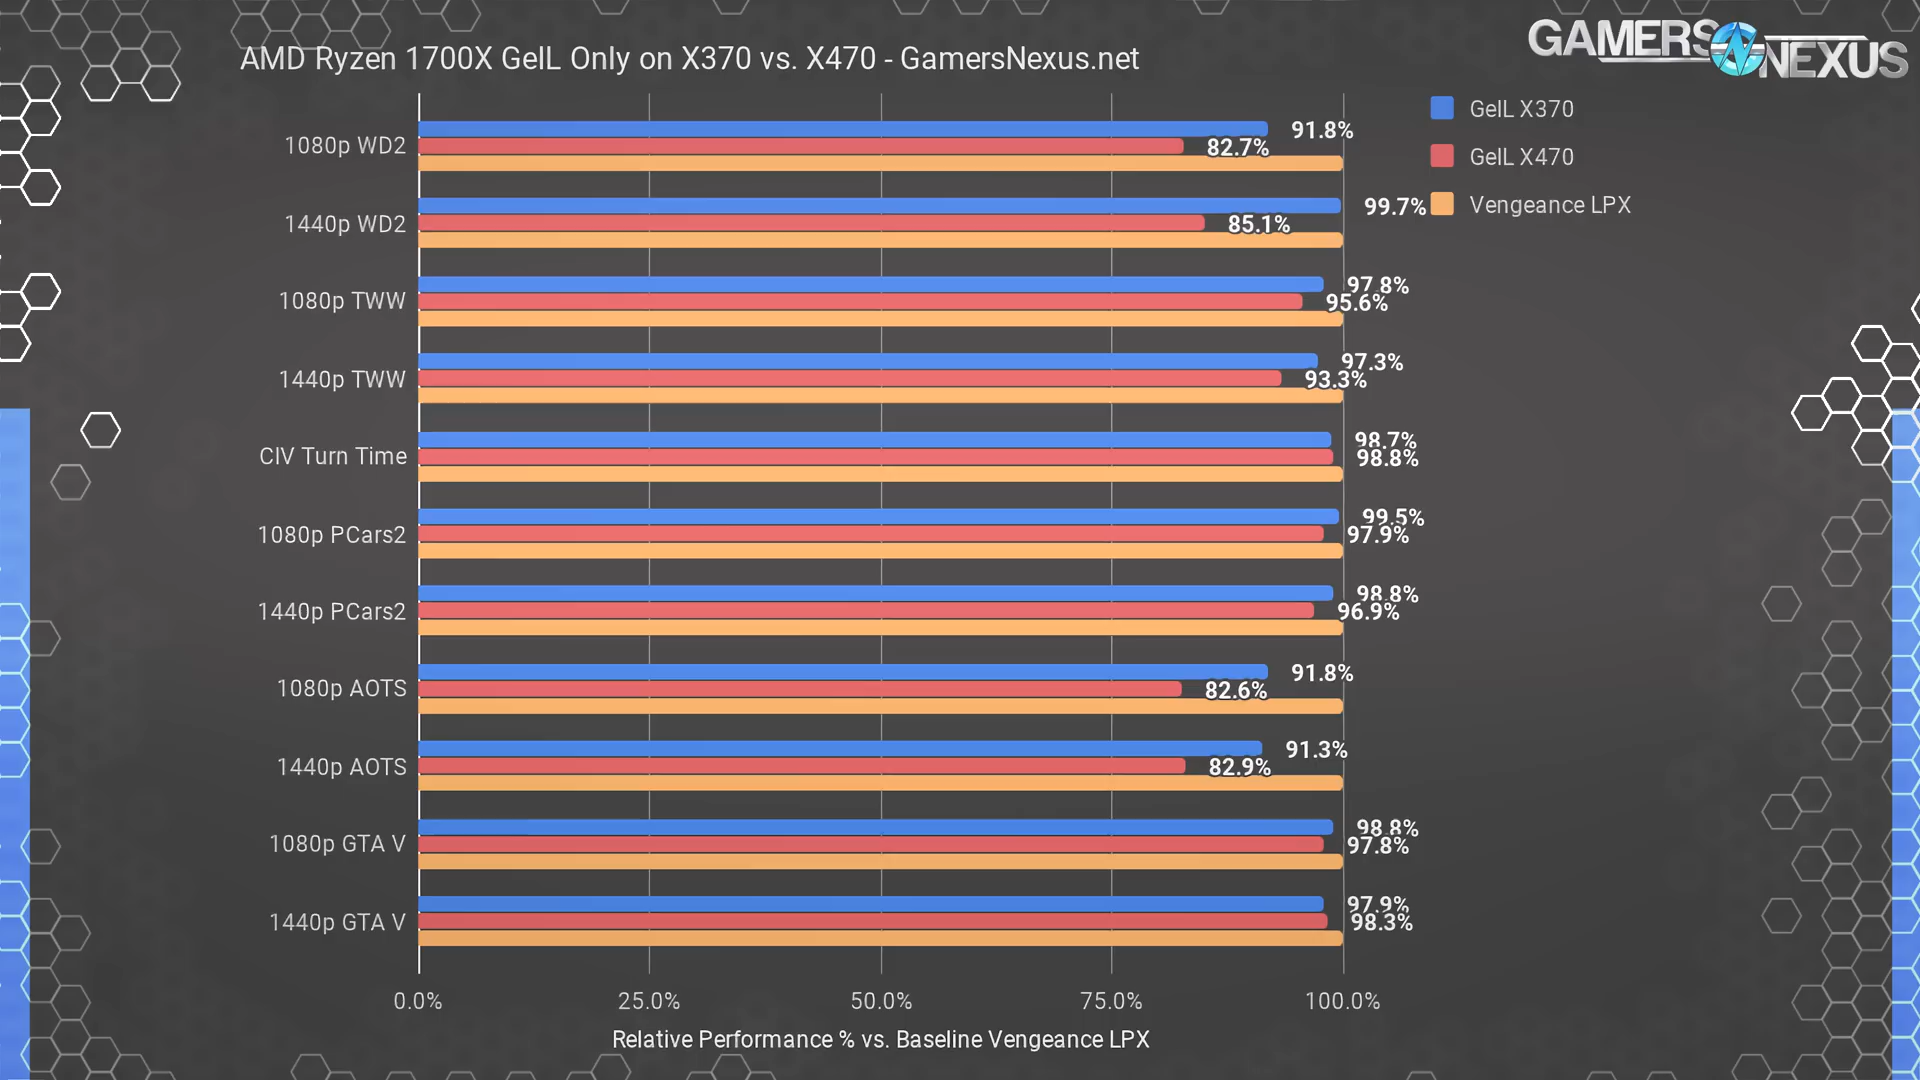 AMD Ryzen 1700X GeIL Only on X370 vs. X470 - GamersNexus.net
GAMERS NEXUS
GeIL X370
GeIL X470
Vengeance LPX
1080p WD2
91.8%
82.7%
1440p WD2
99.7%
85.1%
1080p TWW
97.8%
95.6%
1440p TWW
97.3%
93.3%
CIV Turn Time
98.7%
98.8%
1080p PCars2
99.5%
97.9%
1440p PCars2
98.8%
96.9%
1080p AOTS
91.8%
82.6%
1440p AOTS
91.3%
82.9%
1080p GTA V
98.8%
97.8%
1440p GTA V
97.9%
98.3%
0.0% 25.0% 50.0% 75.0% 100.0%
Relative Performance % vs. Baseline Vengeance LPX